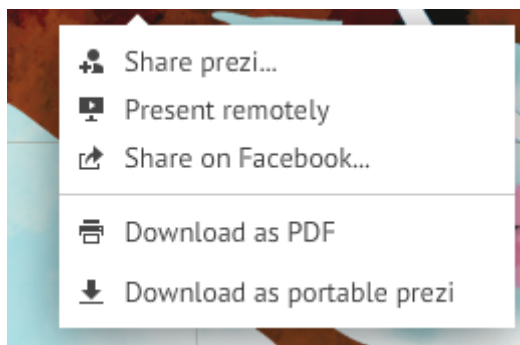 Share prezi...
Present remotely
Share on Facebook...
Download as PDF
Download as portable prezi